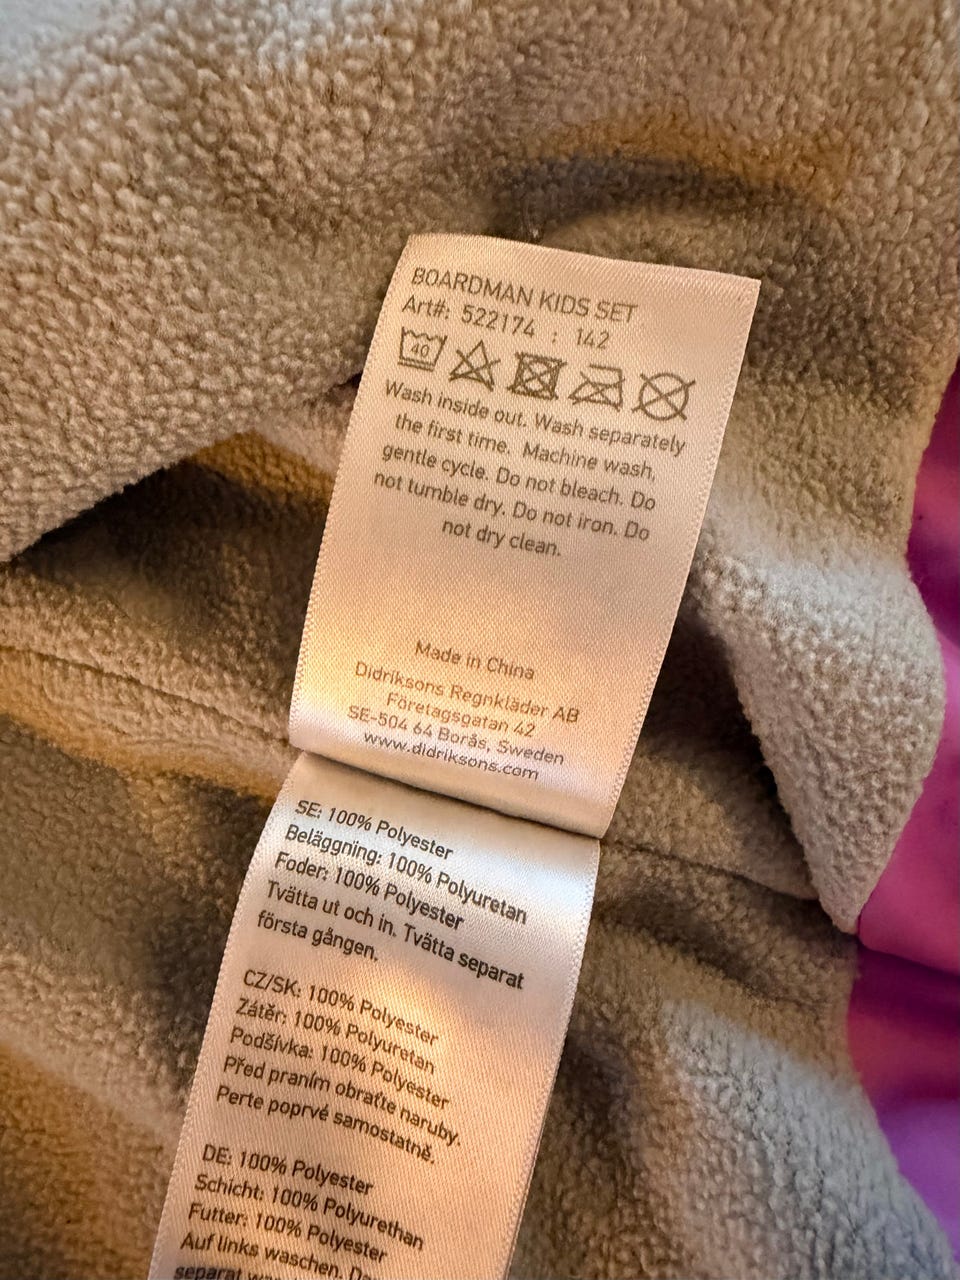 BOARDMAN KIDS SET
Art#: 522174 : 142
40
Wash inside out. Wash separately
the first time. Machine wash,
gentle cycle. Do not bleach. Do
not tumble dry. Do not iron. Do
not dry clean.
Made in China
Didriksons Regnkläder AB
Företagsgatan 42
SE-504 64 Borås, Sweden
www.didriksons.com
SE: 100% Polyester
Beläggning: 100% Polyuretan
Foder: 100% Polyester
Tvätta ut och in. Tvätta separat
första gången.
CZ/SK: 100% Polyester
Zátěr: 100% Polyuretan
Podšívka: 100% Polyester
Před praním obraťte naruby.
Perte poprvé samostatně.
DE: 100% Polyester
Schicht: 100% Polyurethan
Futter: 100% Polyester
Auf links waschen.
separat